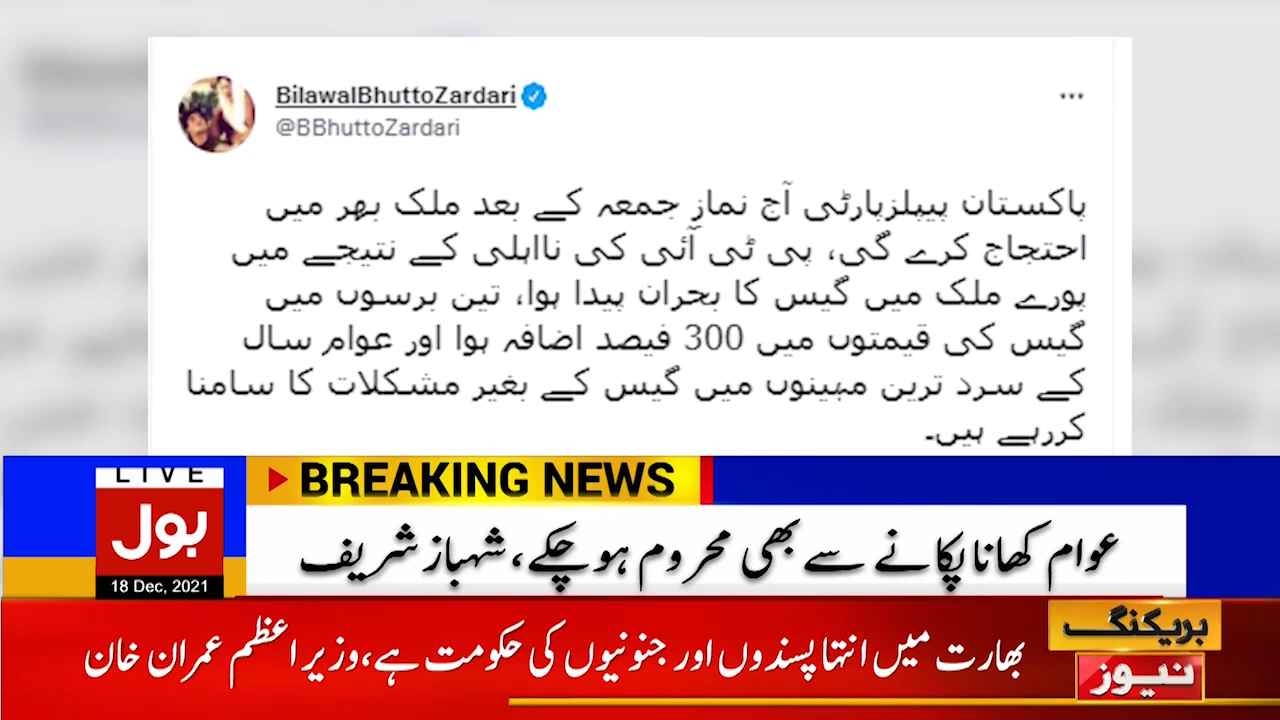 BilawalBhuttoZardari
@BBhuttoZardari
پاکستان پیپلزپارٹی آج نمازِ جمعہ کے بعد ملک بھر میں
احتجاج کرے گی، پی ٹی آئی کی نااہلی کے نتیجے میں
پورے ملک میں گیس کا بحران پیدا ہوا، تین برسوں میں
گیس کی قیمتوں میں 300 فیصد اضافہ ہوا اور عوام سال
کے سرد ترین مہینوں میں گیس کے بغیر مشکلات کا سامنا
کررہے ہیں۔
LIVE
بول
18 Dec, 2021
BREAKING NEWS
عوام کھانا پکانے سے بھی محروم ہوچکے، شہباز شریف
بریکنگ
نیوز
بھارت میں انتہا پسندوں اور جنونیوں کی حکومت ہے، وزیراعظم عمران خان